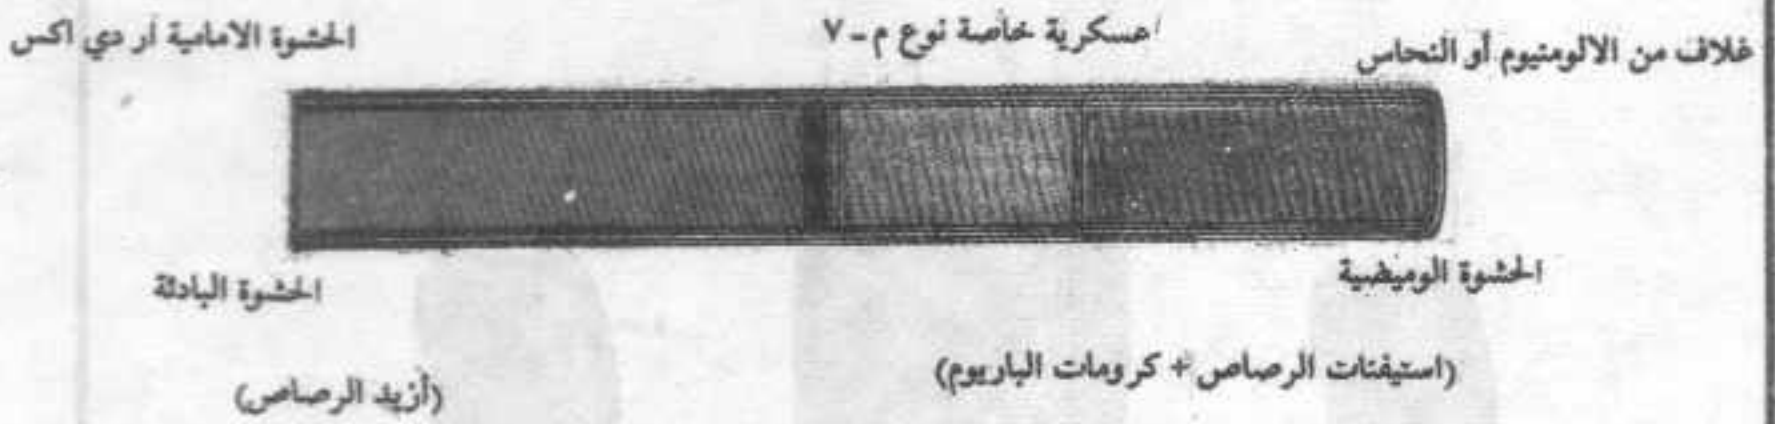 عسكرية خاصة نوع م - ٧
غلاف من الالومنيوم أو النحاس
الحشوة الامامية ار دي اكس
الحشوة الوميضية
الحشوة البادئة
(استيفنات الرصاص + كرومات الباريوم)
(أزيد الرصاص)